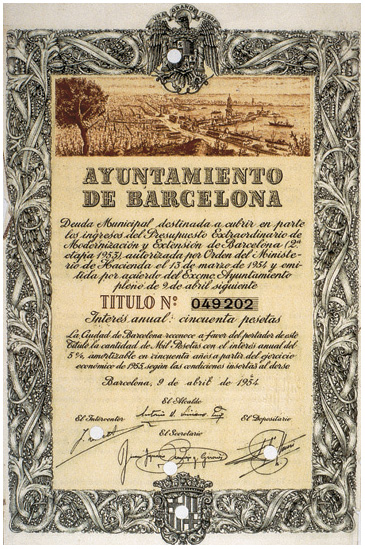 AYUNTAMIENTO
DE BARCELONA
Deuda Municipal destinada a cubrir en parte
los ingresos del Presupuesto Extraordinario de
Modernización y Extensión de Barcelona (2ª
etapa 1953), autorizada por Orden del Ministe-
rio de Hacienda el 13 de marzo de 1954 y emi-
tida por acuerdo del Excmo Ayuntamiento
pleno de 9 de abril siguiente
TITULO Nº 049202
Interés anual: cincuenta pesetas
La Ciudad de Barcelona reconoce a favor del portador de este
Título la cantidad de Mil Pesetas con el interés anual del
5%, amortizable en cincuenta años a partir del ejercicio
económico de 1955 según las condiciones insertas al dorso
Barcelona, 9 de abril de 1954
El Alcalde
El Interventor
El Depositario
El Secretario